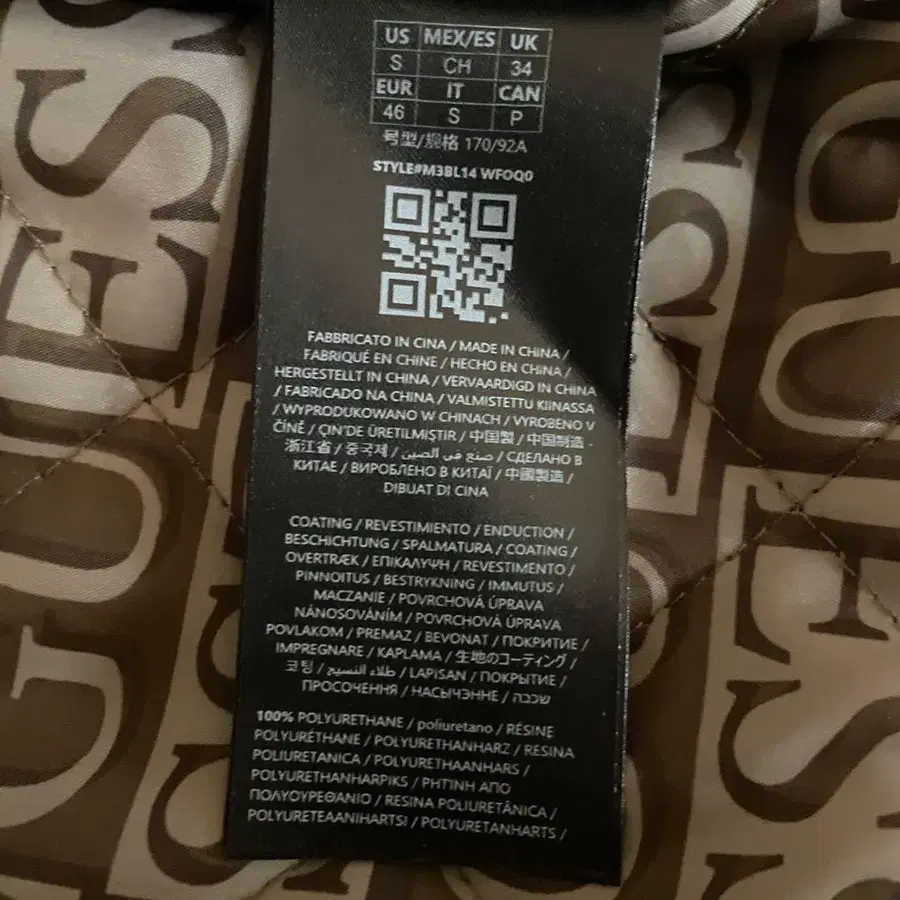 US MEX/ES UK
S CH 34
EUR IT CAN
46 S P
号型/规格 170/92A
STYLE#M3BL14 WFOQ0
FABBRICATO IN CINA / MADE IN CHINA /
FABRIQUÉ EN CHINE / HECHO EN CHINA /
HERGESTELLT IN CHINA / VERVAARDIGD IN CHINA
/ FABRICADO NA CHINA / VALMISTETTU KIINASSA
/ WYPRODUKOWANO W CHINACH / VYROBENO V
ČÍNĚ / ÇIN'DE ÜRETILMIŞTIR / 中国製 / 中国制造 -
浙江省 / 중국제 / صنع في الصين / СДЕЛАНО В
КИТАЕ / ВИРОБЛЕНО В КИТАЇ / 中國製造 /
DIBUAT DI CINA
COATING / REVESTIMIENTO / ENDUCTION /
BESCHICHTUNG / SPALMATURA / COATING /
OVERTRÆK / ΕΠΙΚΑΛΥΨΗ / REVESTIMENTO /
PINNOITUS / BESTRYKNING / IMMUTUS /
MACZANIE / POVRCHOVÁ ÚPRAVA
NÁNOSOVÁNÍM / POVRCHOVÁ ÚPRAVA
POVLAKOM / PREMAZ / BEVONAT / ПОКРИТИЕ /
IMPREGNARE / KAPLAMA / 生地のコーティング /
코팅 / طلاء النسيج / LAPISAN / ПОКРЫТИЕ /
ПРОСОЧЕННЯ / НАСЫЧЭННЕ / שכבה
100% POLYURETHANE / poliuretano / RÉSINE
POLYURÉTHANE / POLYURETHANHARZ / RESINA
POLIURETANICA / POLYURETHAANHARS /
POLYURETHANHARPIKS / ΡΗΤΙΝΗ ΑΠΟ
ΠΟΛΥΟΥΡΕΘΑΝΙΟ / RESINA POLIURETÂNICA /
POLYURETEAANIHARTSI / POLYURETANHARTS /
GUESS